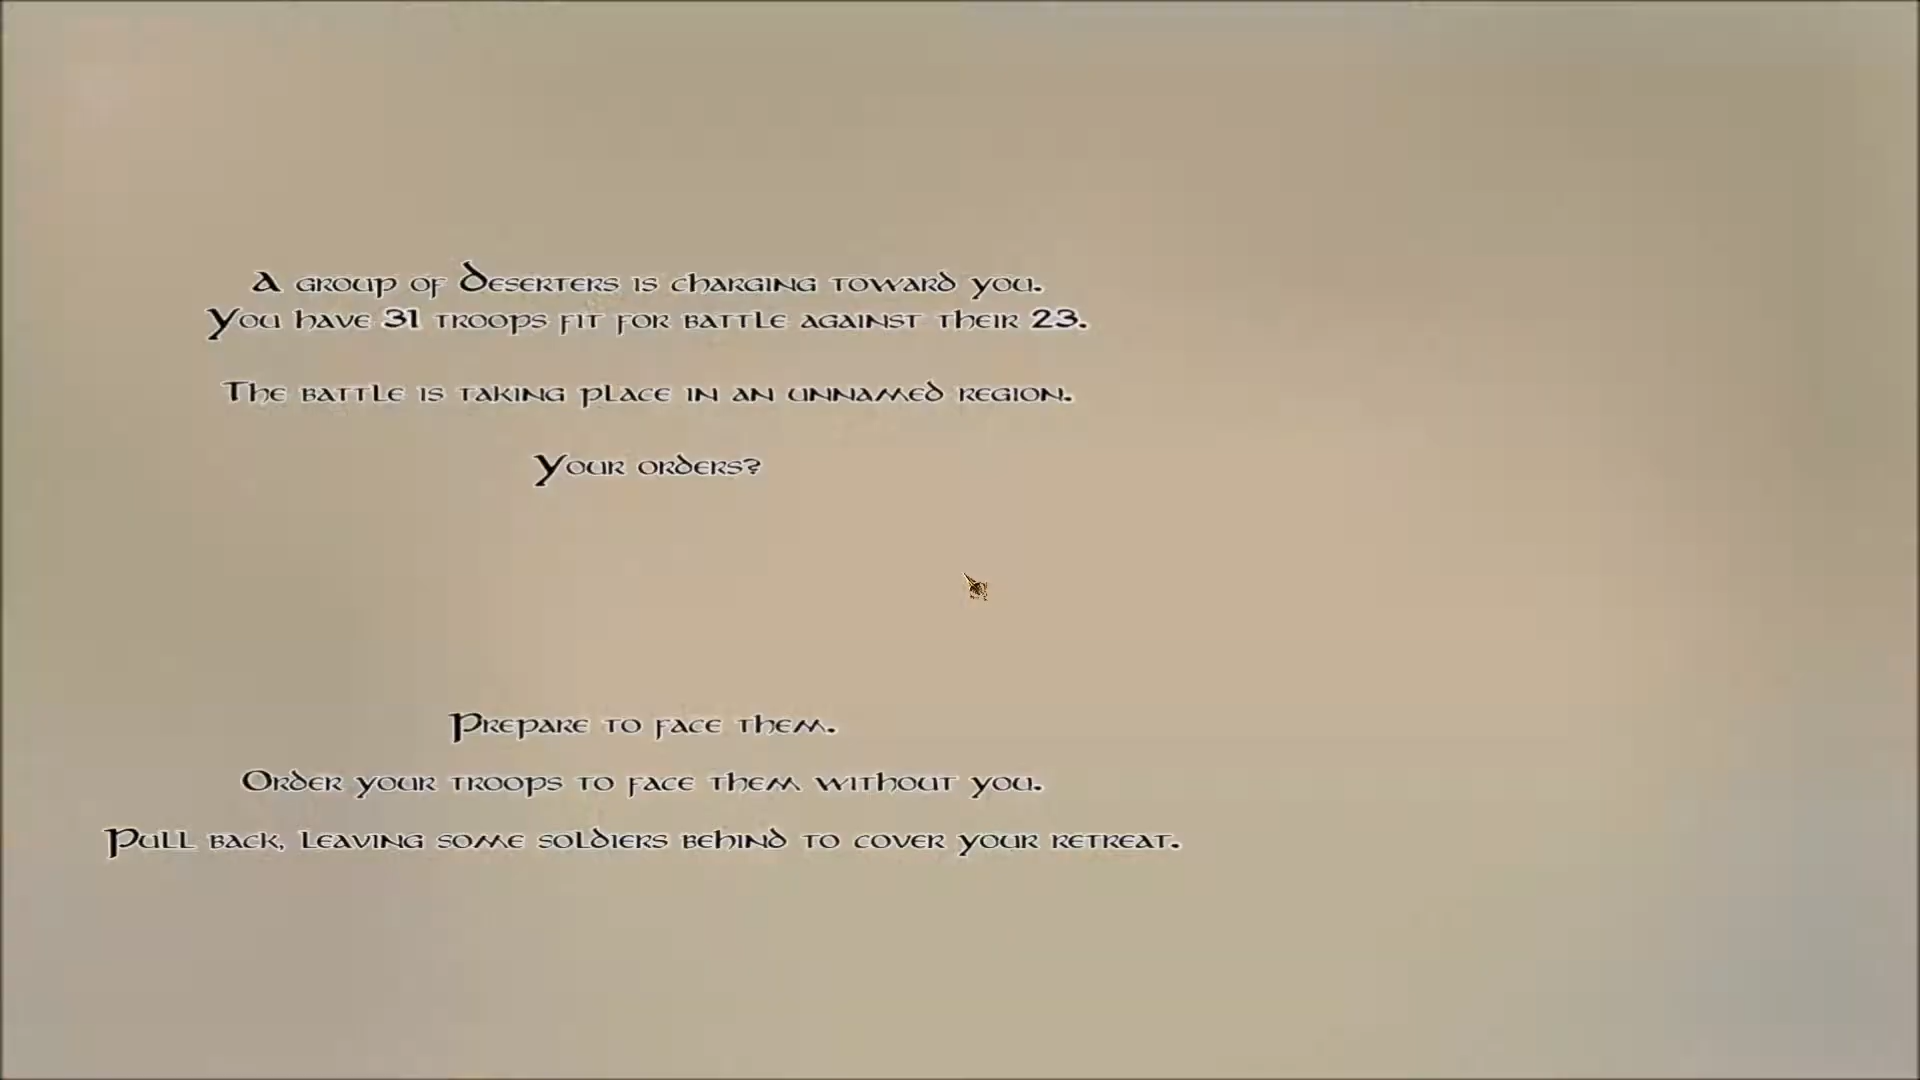 A group of Deserters is charging toward you.
You have 31 troops fit for battle against their 23.
The battle is taking place in an unnamed region.
Your orders?
Prepare to face them.
Order your troops to face them without you.
Pull back, leaving some soldiers behind to cover your retreat.